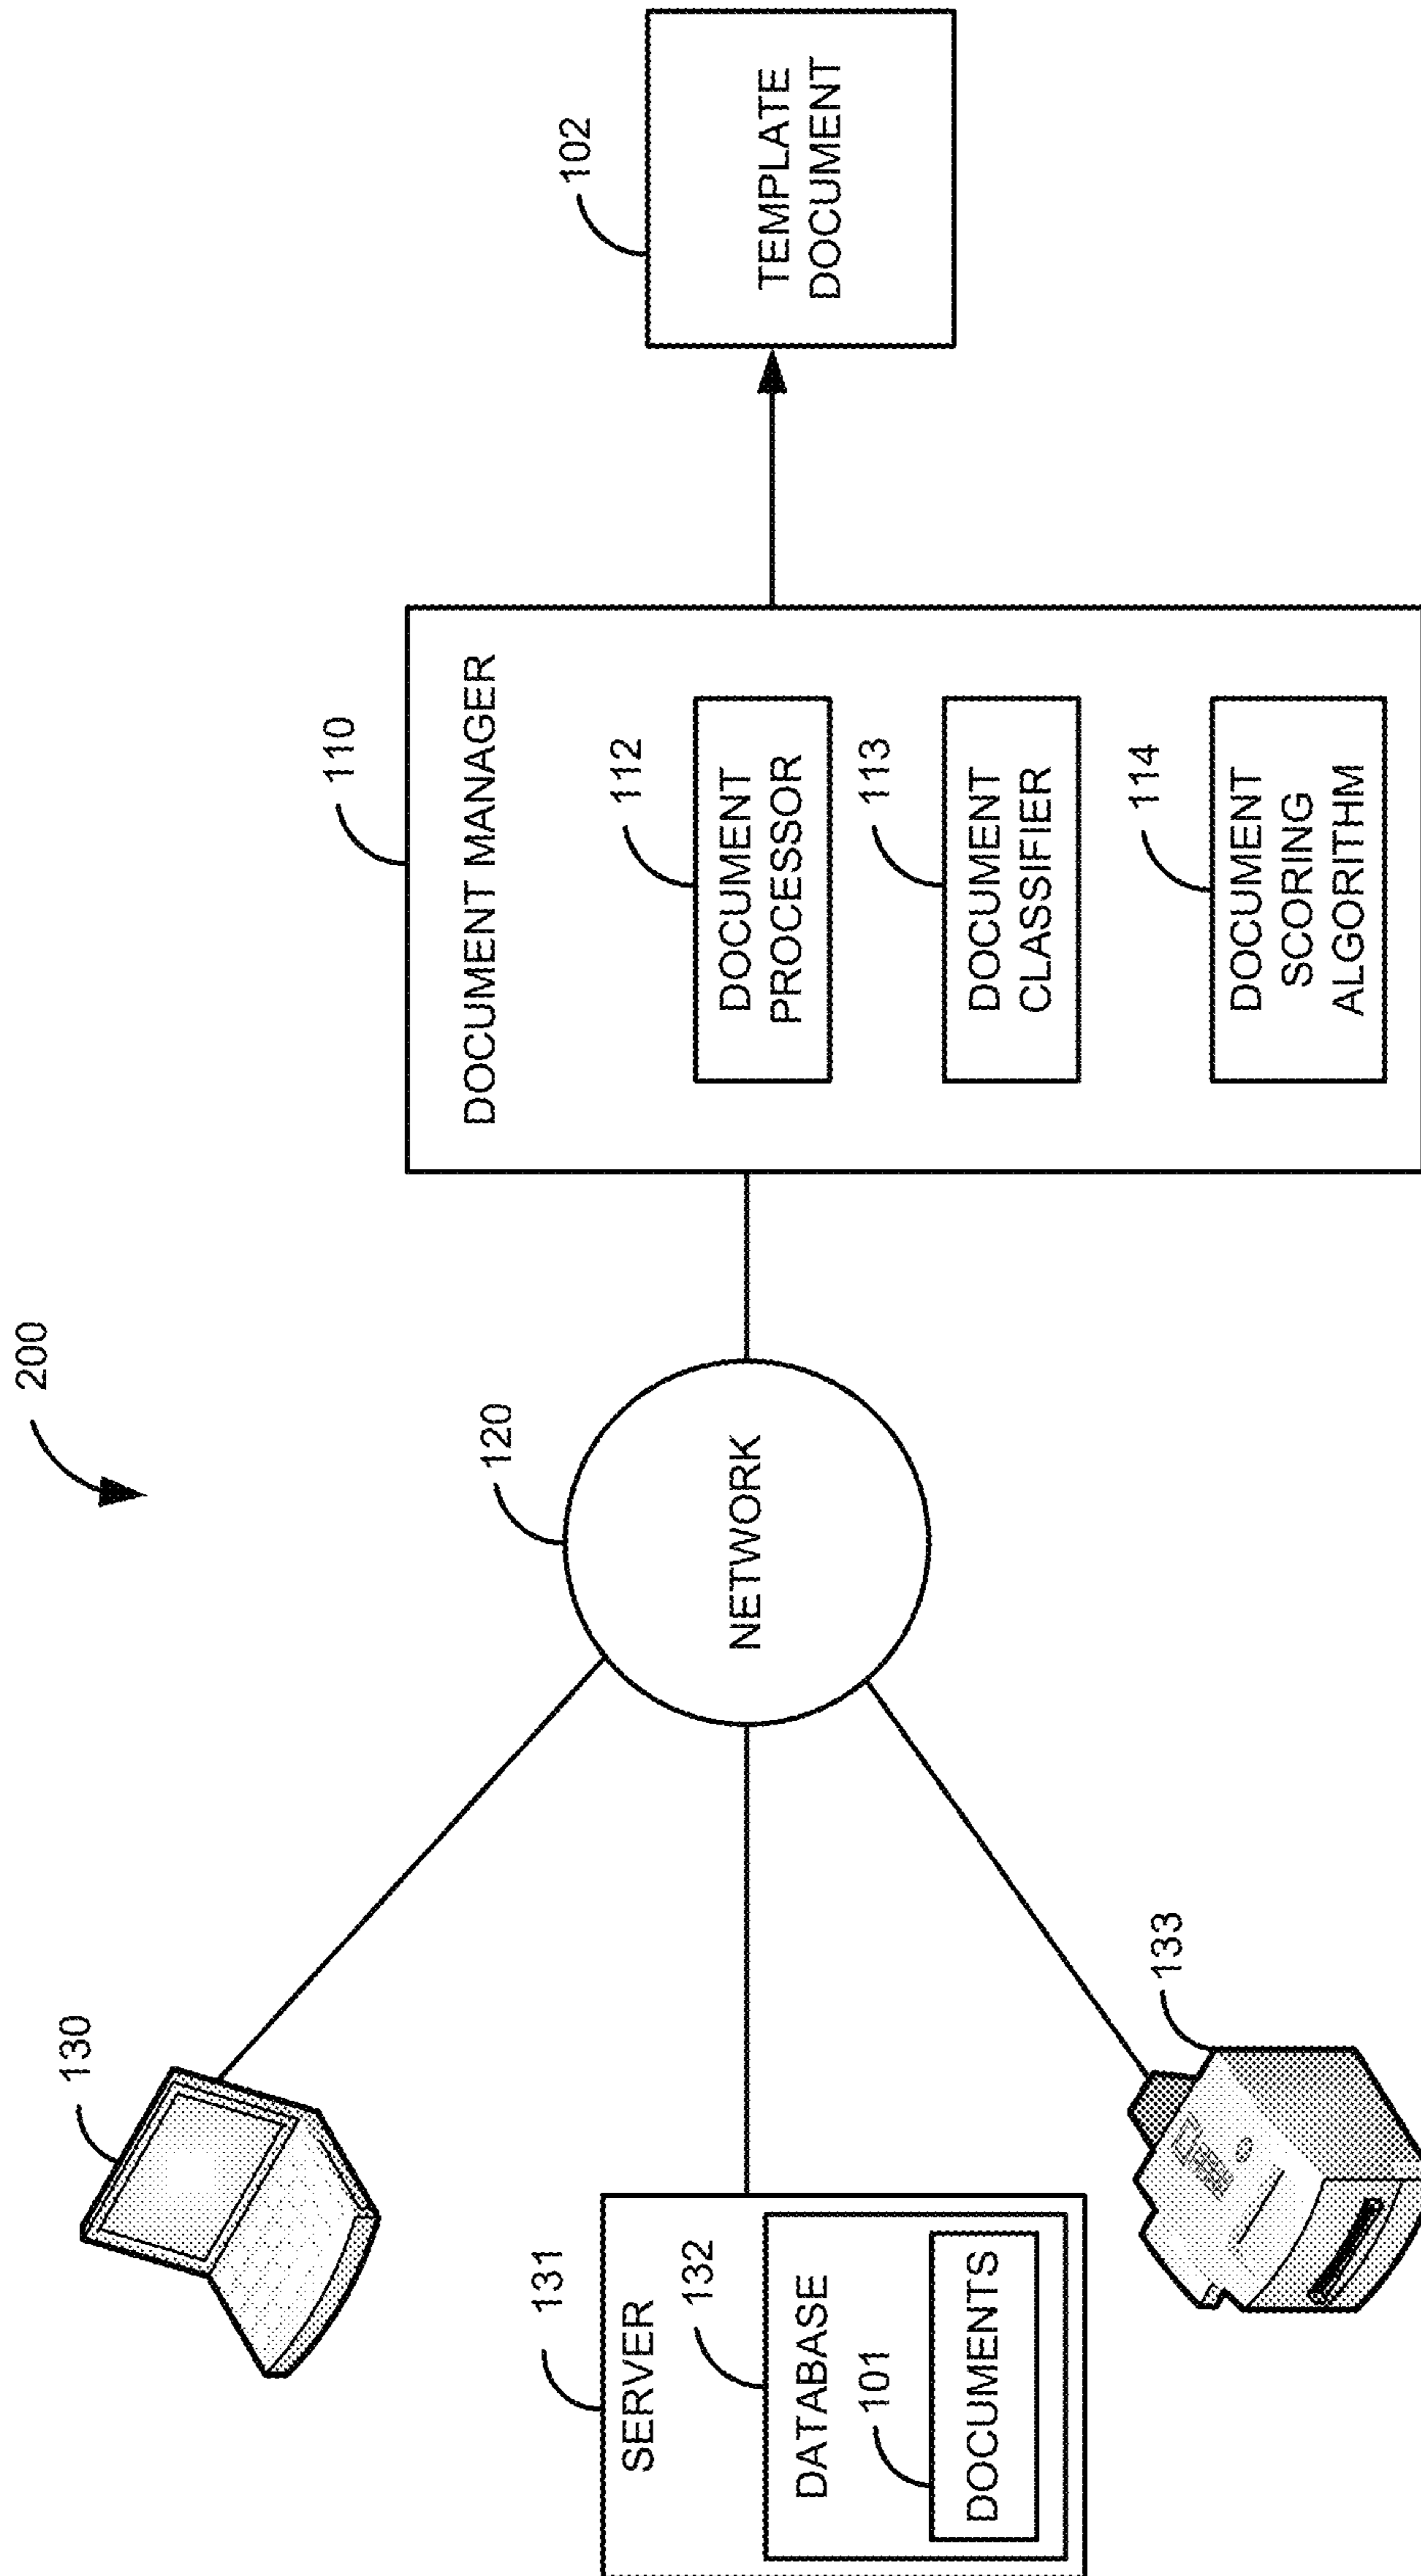 200
130
SERVER
131
DATABASE
132
101
DOCUMENTS
133
120
NETWORK
110
DOCUMENT MANAGER
112
DOCUMENT
PROCESSOR
113
DOCUMENT
CLASSIFIER
114
DOCUMENT
SCORING
ALGORITHM
102
TEMPLATE
DOCUMENT